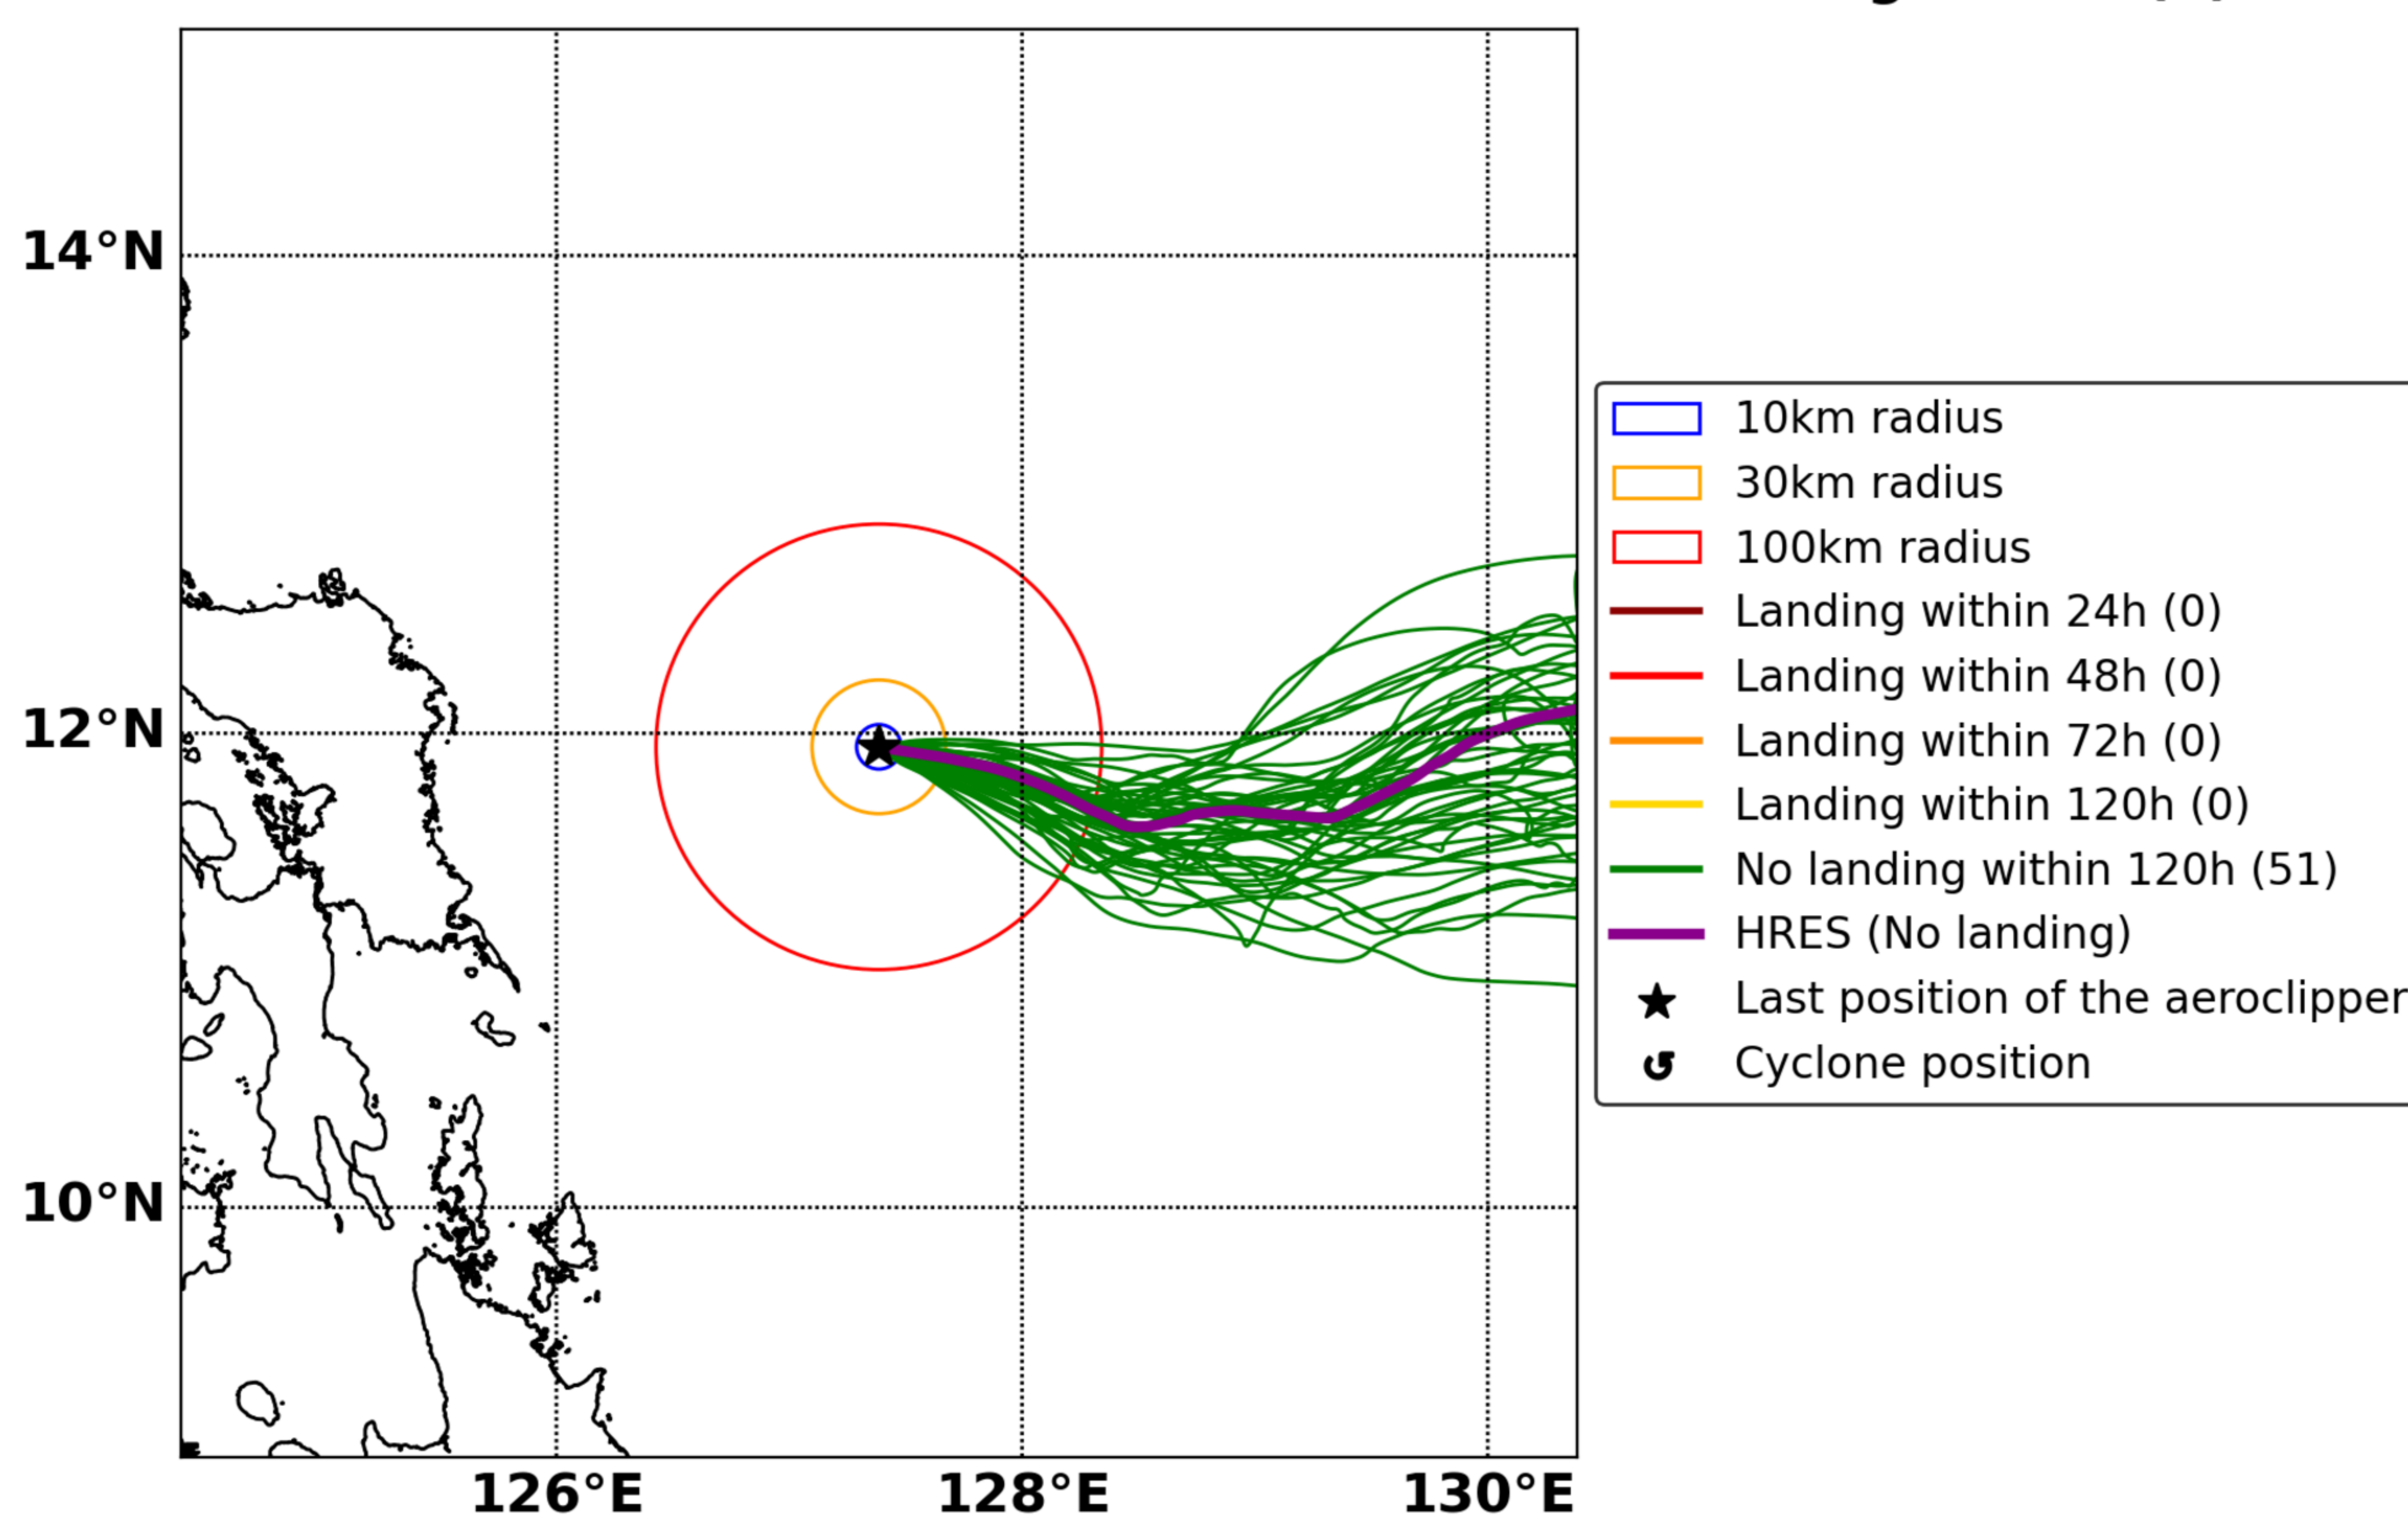 14°N
12°N
10°N
126°E
128°E
130°E
10km radius
30km radius
100km radius
Landing within 24h (0)
Landing within 48h (0)
Landing within 72h (0)
Landing within 120h (0)
No landing within 120h (51)
HRES (No landing)
Last position of the aeroclipper
Cyclone position